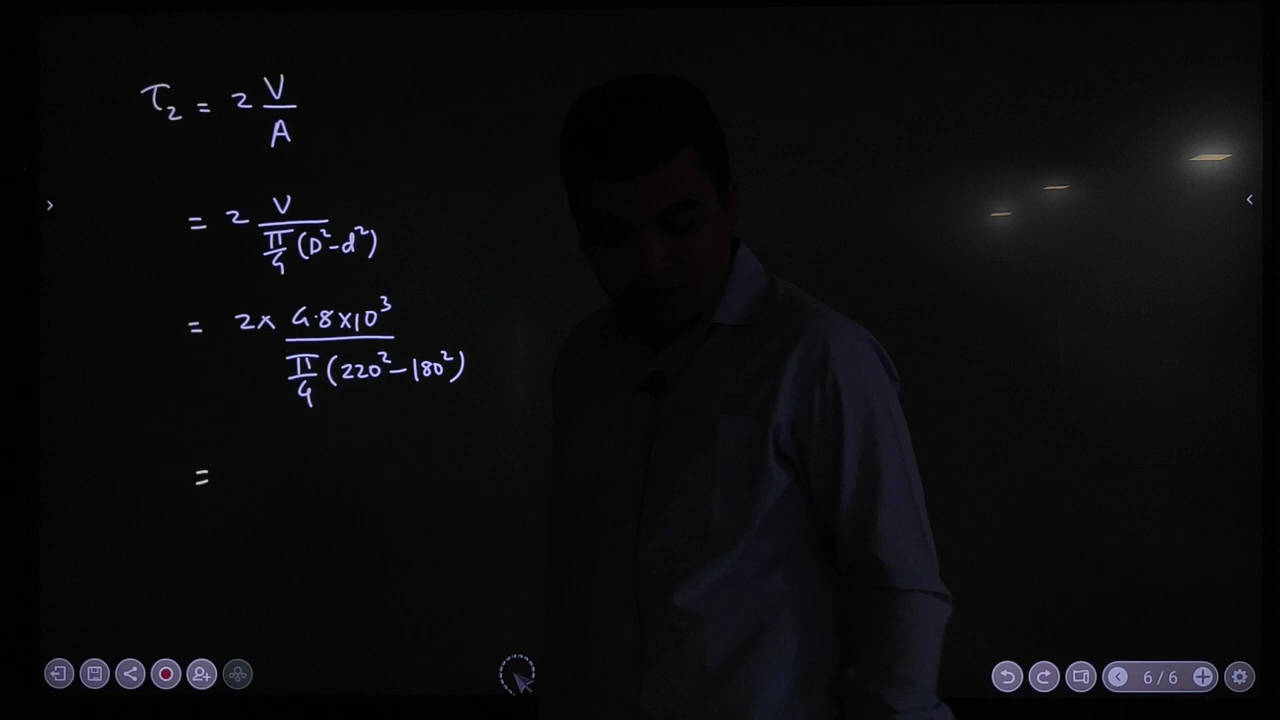 τ₂ = 2 V/A
= 2 V / (π/4 (D² - d²))
= 2 × 4.8×10³ / (π/4 (220² - 180²))
=
6/6